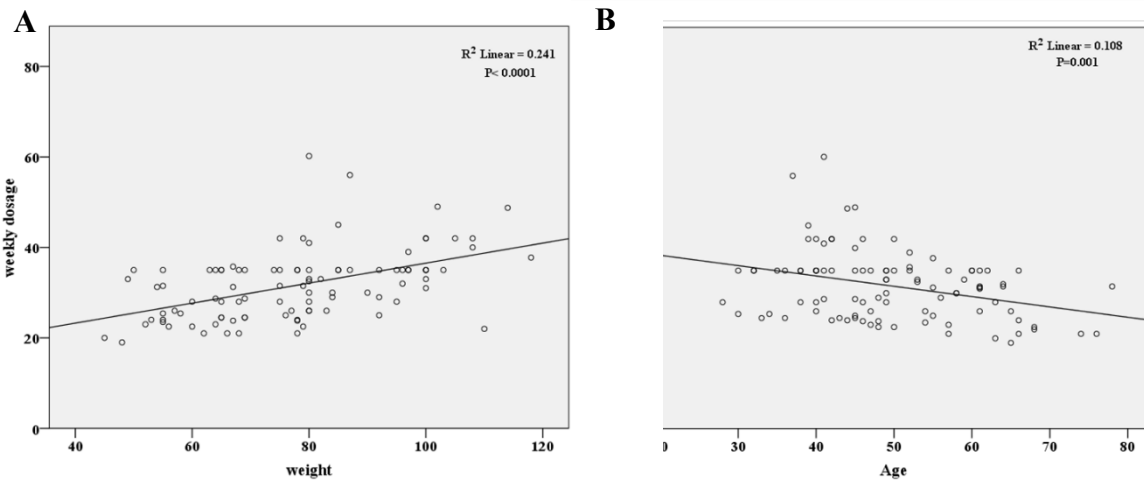 A
R² Linear = 0.241
P< 0.0001
weekly dosage
80
60
40
20
0
40
60
80
100
120
weight
B
R² Linear = 0.108
P=0.001
0
30
40
50
60
70
80
Age